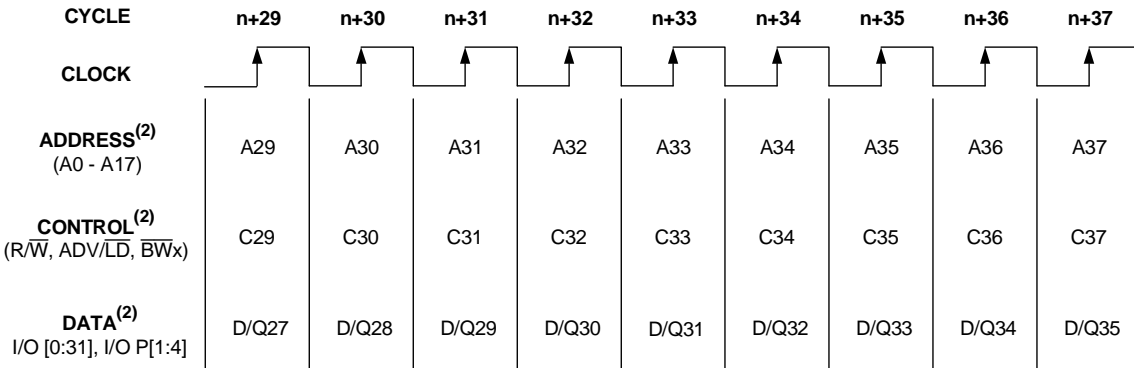 CYCLE n+29 n+30 n+31 n+32 n+33 n+34 n+35 n+36 n+37
CLOCK
ADDRESS(2)
(A0 - A17) A29 A30 A31 A32 A33 A34 A35 A36 A37
CONTROL(2)
(R/W̅, ADV/L̅D̅, B̅W̅x) C29 C30 C31 C32 C33 C34 C35 C36 C37
DATA(2)
I/O [0:31], I/O P[1:4] D/Q27 D/Q28 D/Q29 D/Q30 D/Q31 D/Q32 D/Q33 D/Q34 D/Q35